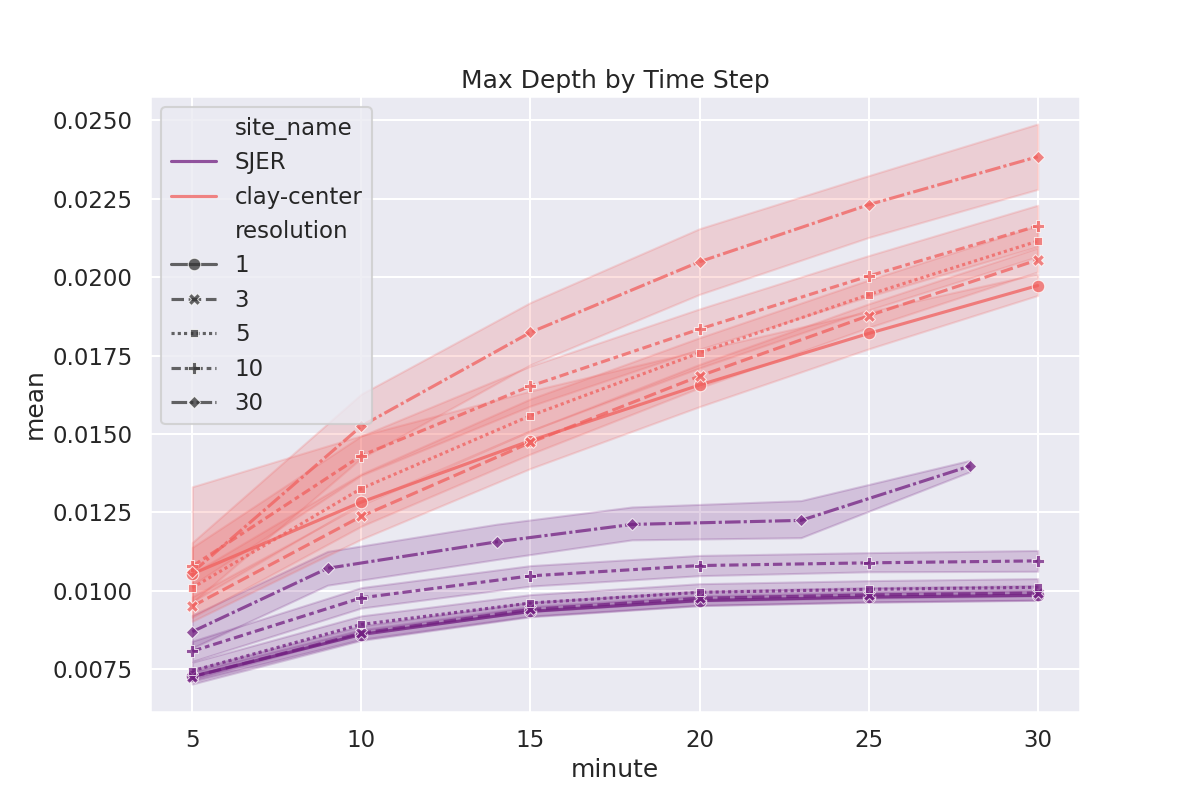 Max Depth by Time Step
mean
0.0250
0.0225
0.0200
0.0175
0.0150
0.0125
0.0100
0.0075
site_name
SJER
clay-center
resolution
1
3
5
10
30
5 10 15 20 25 30
minute